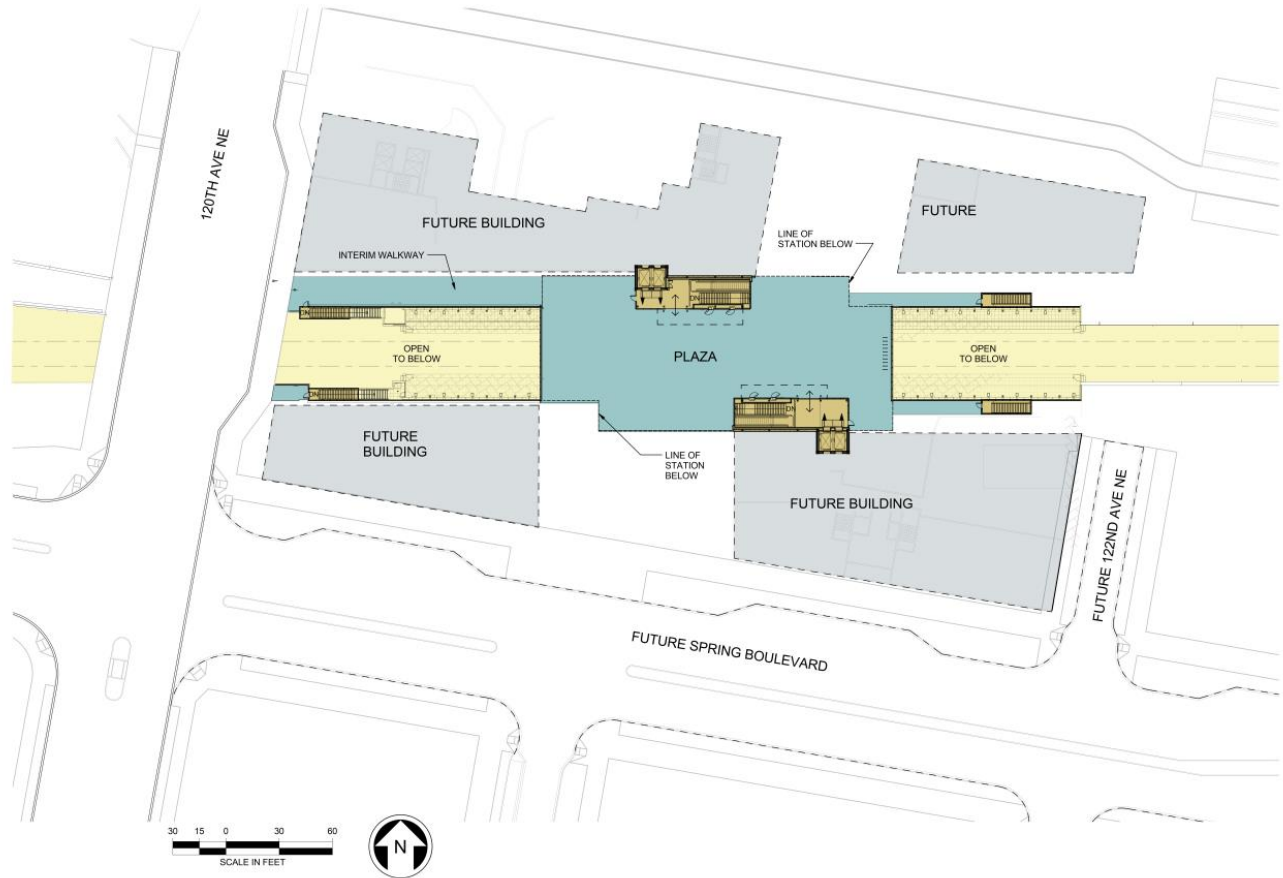 120TH AVE NE
FUTURE BUILDING
FUTURE
LINE OF
STATION BELOW
INTERIM WALKWAY
OPEN
TO BELOW
PLAZA
OPEN
TO BELOW
DN
DN
FUTURE
BUILDING
LINE OF
STATION
BELOW
FUTURE BUILDING
FUTURE 122ND AVE NE
FUTURE SPRING BOULEVARD
30 15 0 30 60
SCALE IN FEET
N